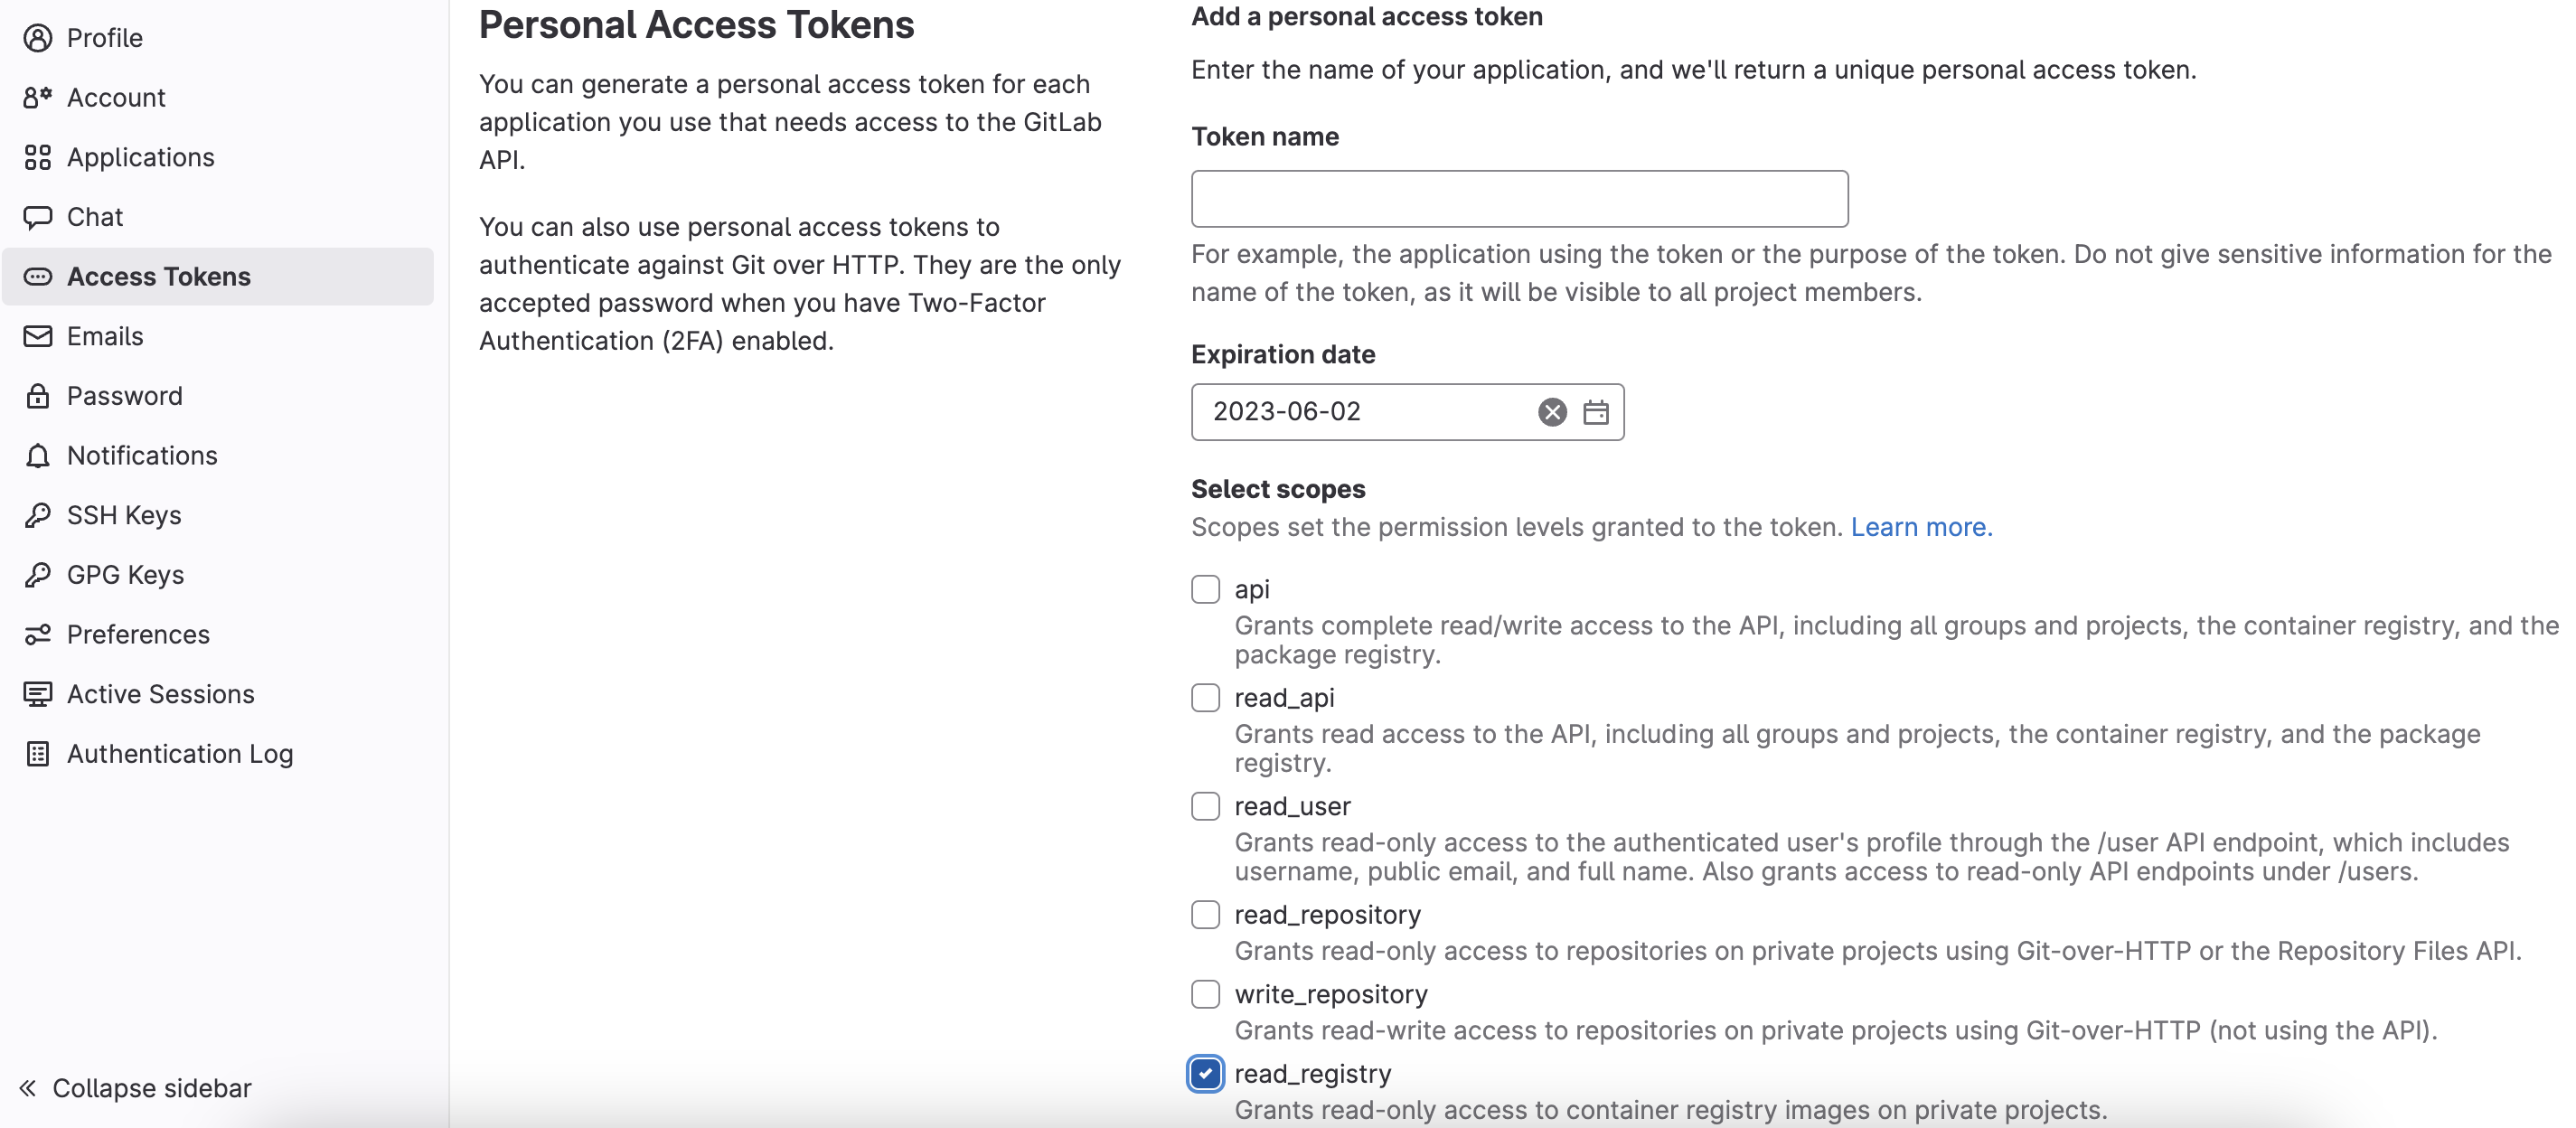 Profile
Account
Applications
Chat
Access Tokens
Emails
Password
Notifications
SSH Keys
GPG Keys
Preferences
Active Sessions
Authentication Log
Collapse sidebar
Personal Access Tokens
You can generate a personal access token for each
application you use that needs access to the GitLab
API.
You can also use personal access tokens to
authenticate against Git over HTTP. They are the only
accepted password when you have Two-Factor
Authentication (2FA) enabled.
Add a personal access token
Enter the name of your application, and we'll return a unique personal access token.
Token name
For example, the application using the token or the purpose of the token. Do not give sensitive information for the
name of the token, as it will be visible to all project members.
Expiration date
2023-06-02
Select scopes
Scopes set the permission levels granted to the token. Learn more.
api
Grants complete read/write access to the API, including all groups and projects, the container registry, and the
package registry.
read_api
Grants read access to the API, including all groups and projects, the container registry, and the package
registry.
read_user
Grants read-only access to the authenticated user's profile through the /user API endpoint, which includes
username, public email, and full name. Also grants access to read-only API endpoints under /users.
read_repository
Grants read-only access to repositories on private projects using Git-over-HTTP or the Repository Files API.
write_repository
Grants read-write access to repositories on private projects using Git-over-HTTP (not using the API).
read_registry
Grants read-only access to container registry images on private projects.